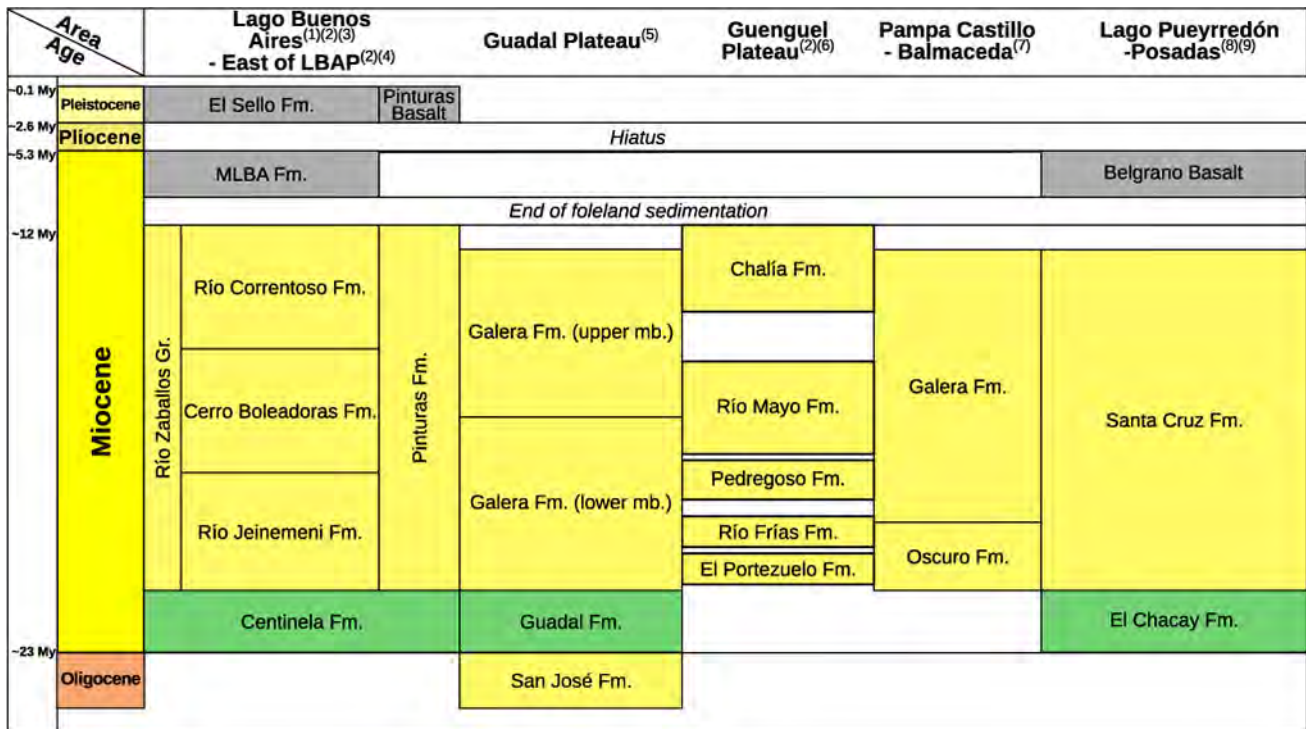 Area
Age
Lago Buenos
Aires(1)(2)(3)
- East of LBAP(2)(4)
Guadal Plateau(5)
Guenguel
Plateau(2)(6)
Pampa Castillo
- Balmaceda(7)
Lago Pueyrredón
-Posadas(8)(9)
~0.1 My
Pleistocene
El Sello Fm.
Pinturas
Basalt
~2.6 My
Pliocene
Hiatus
~5.3 My
MLBA Fm.
Belgrano Basalt
End of foleland sedimentation
~12 My
Miocene
Río Zaballos Gr.
Río Correntoso Fm.
Cerro Boleadoras Fm.
Río Jeinemeni Fm.
Pinturas Fm.
Galera Fm. (upper mb.)
Galera Fm. (lower mb.)
Chalía Fm.
Río Mayo Fm.
Pedregoso Fm.
Río Frías Fm.
El Portezuelo Fm.
Galera Fm.
Oscuro Fm.
Santa Cruz Fm.
Centinela Fm.
Guadal Fm.
El Chacay Fm.
~23 My
Oligocene
San José Fm.